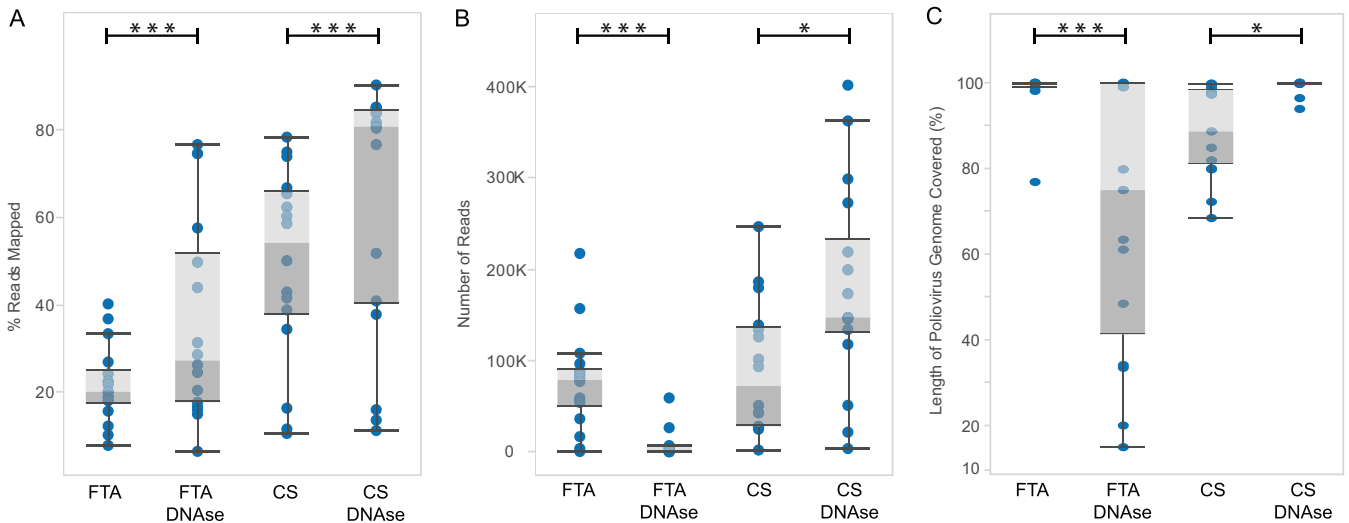 A
* * *
* * *
% Reads Mapped
80
60
40
20
FTA
FTA
DNAse
CS
CS
DNAse
B
* * *
*
Number of Reads
400K
300K
200K
100K
0
FTA
FTA
DNAse
CS
CS
DNAse
C
* * *
*
Length of Poliovirus Genome Covered (%)
100
80
60
40
20
10
FTA
FTA
DNAse
CS
CS
DNAse